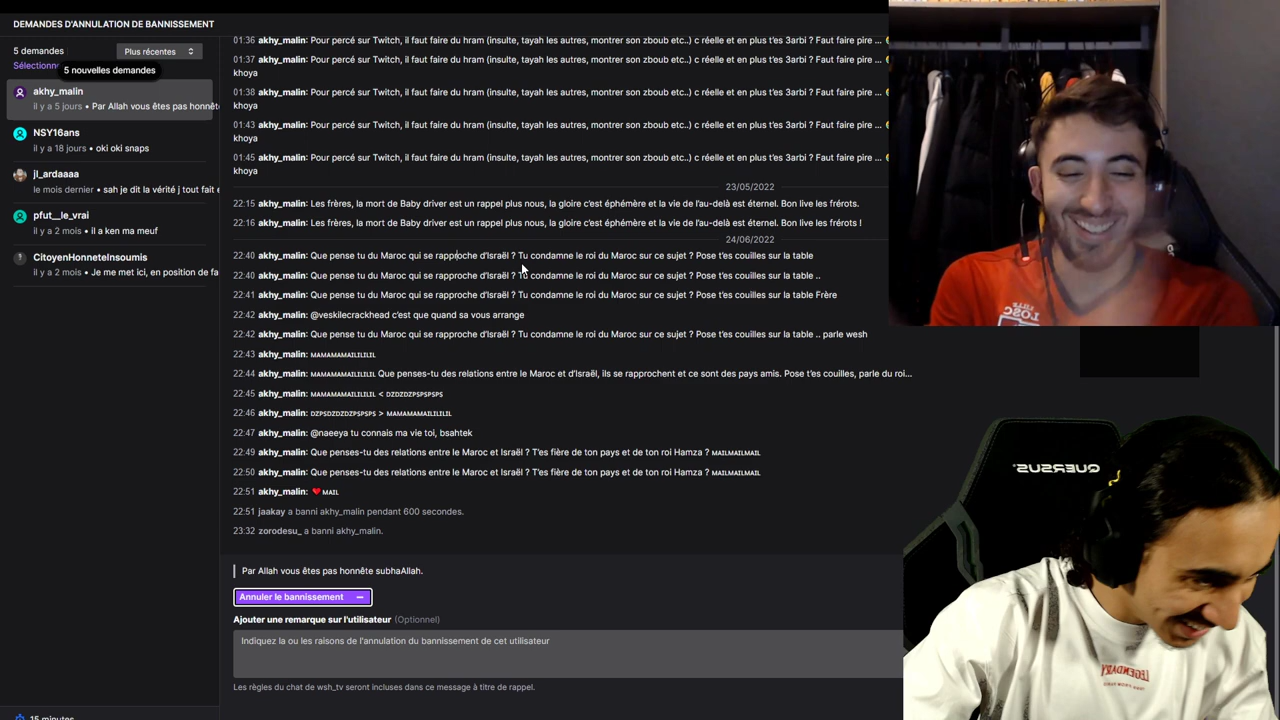 DEMANDES D'ANNULATION DE BANNISSEMENT
5 demandes
Plus récentes
Sélectionn
5 nouvelles demandes
akhy_malin
il y a 5 jours • Par Allah vous êtes pas honnêt
NSY16ans
il y a 18 jours • oki oki snaps
jl_ardaaaa
le mois dernier • sah je dit la vérité j tout fait e
pfut__le_vrai
il y a 2 mois • il a ken ma meuf
CitoyenHonneteInsoumis
il y a 2 mois • Je me met ici, en position de fa
15 minutes
01:36 akhy_malin: Pour percé sur Twitch, il faut faire du hram (insulte, tayah les autres, montrer son zboub etc..) c réelle et en plus t'es 3arbi ? Faut faire pire ...
01:37 akhy_malin: Pour percé sur Twitch, il faut faire du hram (insulte, tayah les autres, montrer son zboub etc..) c réelle et en plus t'es 3arbi ? Faut faire pire ...
khoya
01:38 akhy_malin: Pour percé sur Twitch, il faut faire du hram (insulte, tayah les autres, montrer son zboub etc..) c réelle et en plus t'es 3arbi ? Faut faire pire ...
khoya
01:43 akhy_malin: Pour percé sur Twitch, il faut faire du hram (insulte, tayah les autres, montrer son zboub etc..) c réelle et en plus t'es 3arbi ? Faut faire pire ...
khoya
01:45 akhy_malin: Pour percé sur Twitch, il faut faire du hram (insulte, tayah les autres, montrer son zboub etc..) c réelle et en plus t'es 3arbi ? Faut faire pire ...
khoya
23/05/2022
22:15 akhy_malin: Les frères, la mort de Baby driver est un rappel plus nous, la gloire c'est éphémère et la vie de l'au-delà est éternel. Bon live les frérots.
22:16 akhy_malin: Les frères, la mort de Baby driver est un rappel plus nous, la gloire c'est éphémère et la vie de l'au-delà est éternel. Bon live les frérots !
24/06/2022
22:40 akhy_malin: Que pense tu du Maroc qui se rapproche d'Israël ? Tu condamne le roi du Maroc sur ce sujet ? Pose t'es couilles sur la table
22:40 akhy_malin: Que pense tu du Maroc qui se rapproche d'Israël ? Tu condamne le roi du Maroc sur ce sujet ? Pose t'es couilles sur la table ..
22:41 akhy_malin: Que pense tu du Maroc qui se rapproche d'Israël ? Tu condamne le roi du Maroc sur ce sujet ? Pose t'es couilles sur la table Frère
22:42 akhy_malin: @veskilecrackhead c'est que quand sa vous arrange
22:42 akhy_malin: Que pense tu du Maroc qui se rapproche d'Israël ? Tu condamne le roi du Maroc sur ce sujet ? Pose t'es couilles sur la table .. parle wesh
22:43 akhy_malin: ᴍᴀᴍᴀᴍᴀᴍᴀɪʟɪʟɪʟɪʟ
22:44 akhy_malin: ᴍᴀᴍᴀᴍᴀᴍᴀɪʟɪʟɪʟɪʟ Que penses-tu des relations entre le Maroc et d'Israël, ils se rapprochent et ce sont des pays amis. Pose t'es couilles, parle du roi...
22:45 akhy_malin: ᴍᴀᴍᴀᴍᴀᴍᴀɪʟɪʟɪʟɪʟ < ᴅᴢᴅᴢᴅᴢᴘsᴘsᴘsᴘs
22:46 akhy_malin: ᴅᴢᴘsᴅᴢᴅᴢᴅᴢᴘsᴘsᴘs > ᴍᴀᴍᴀᴍᴀᴍᴀɪʟɪʟɪʟɪʟ
22:47 akhy_malin: @naeeya tu connais ma vie toi, bsahtek
22:49 akhy_malin: Que penses-tu des relations entre le Maroc et Israël ? T'es fière de ton pays et de ton roi Hamza ? ᴍᴀɪʟᴍᴀɪʟᴍᴀɪʟ
22:50 akhy_malin: Que penses-tu des relations entre le Maroc et Israël ? T'es fière de ton pays et de ton roi Hamza ? ᴍᴀɪʟᴍᴀɪʟᴍᴀɪʟ
22:51 akhy_malin: ❤️ ᴍᴀɪʟ
22:51 jaakay a banni akhy_malin pendant 600 secondes.
23:32 zorodesu_ a banni akhy_malin.
Par Allah vous êtes pas honnête subhaAllah.
Annuler le bannissement
Ajouter une remarque sur l'utilisateur (Optionnel)
Indiquez la ou les raisons de l'annulation du bannissement de cet utilisateur
Les règles du chat de wsh_tv seront incluses dans ce message à titre de rappel.
LILLE
LOSC
QUERSUS
LEGENDARY